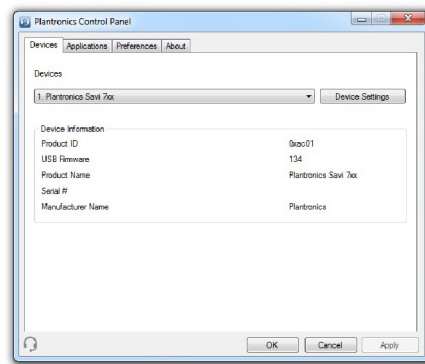 Plantronics Control Panel
Devices Applications Preferences About
Devices
1. Plantronics Savi 7xx Device Settings
Device Information
Product ID 0xac01
USB Firmware 134
Product Name Plantronics Savi 7xx
Serial #
Manufacturer Name Plantronics
OK Cancel Apply